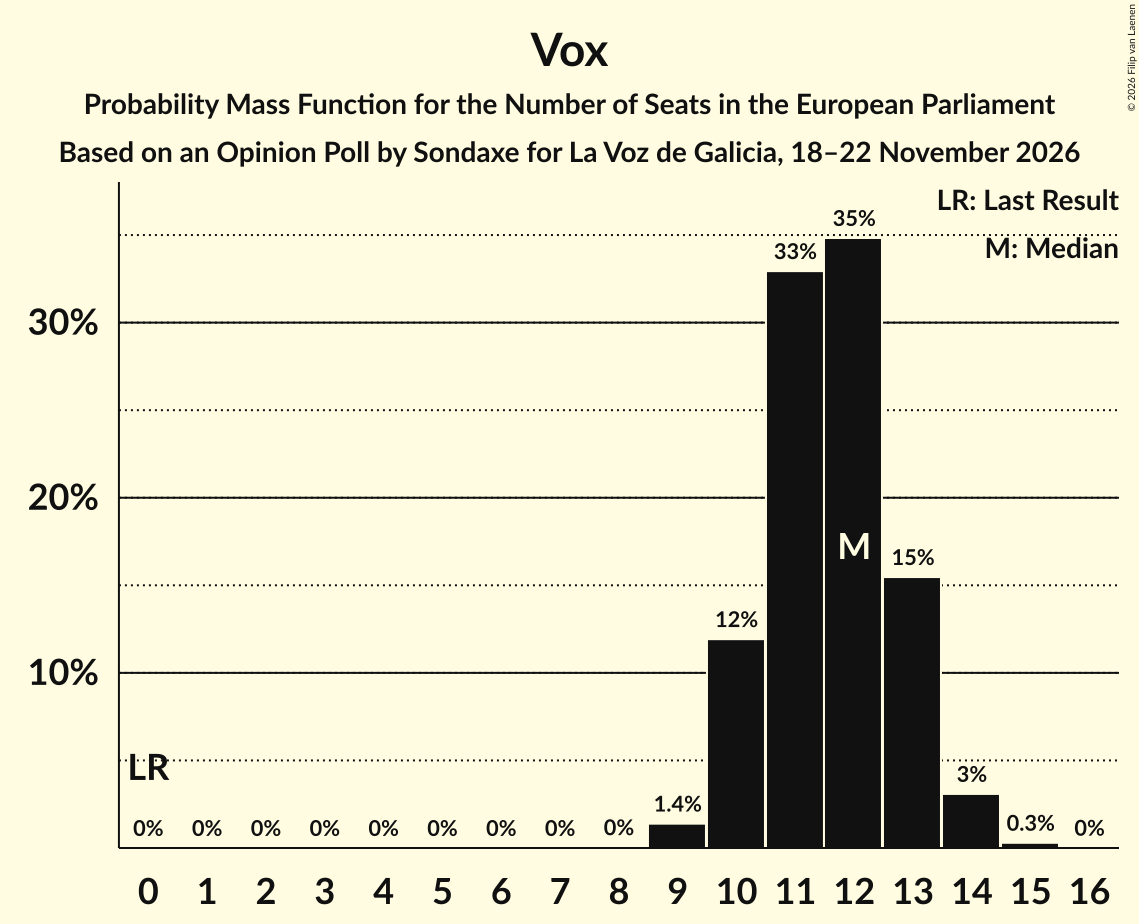 Vox
Probability Mass Function for the Number of Seats in the European Parliament
Based on an Opinion Poll by Sondaxe for La Voz de Galicia, 18–22 November 2026
© 2026 Filip van Laenen
LR: Last Result
M: Median
35%
33%
30%
20%
M
15%
12%
10%
LR
3%
1.4%
0.3%
0% 0% 0% 0% 0% 0% 0% 0% 0% 0%
0 1 2 3 4 5 6 7 8 9 10 11 12 13 14 15 16